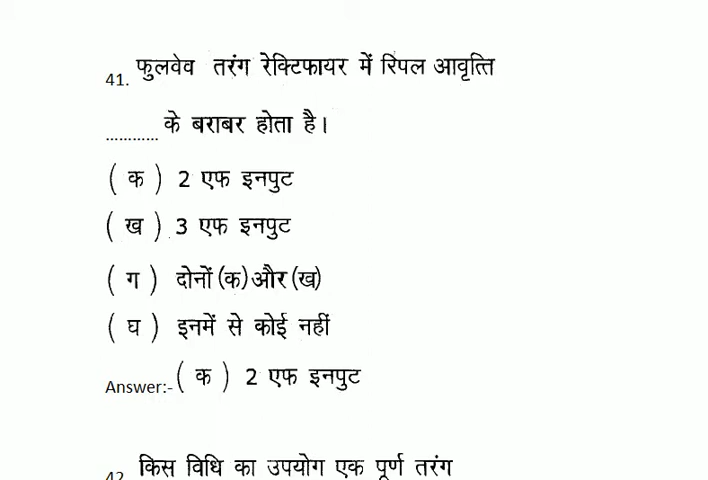 41. फुलवेव तरंग रेक्टिफायर में रिपल आवृत्ति
............ के बराबर होता है।
( क ) 2 एफ इनपुट
( ख ) 3 एफ इनपुट
( ग ) दोनों (क) और (ख)
( घ ) इनमें से कोई नहीं
Answer:- ( क ) 2 एफ इनपुट
42. किस विधि का उपयोग एक पूर्ण तरंग